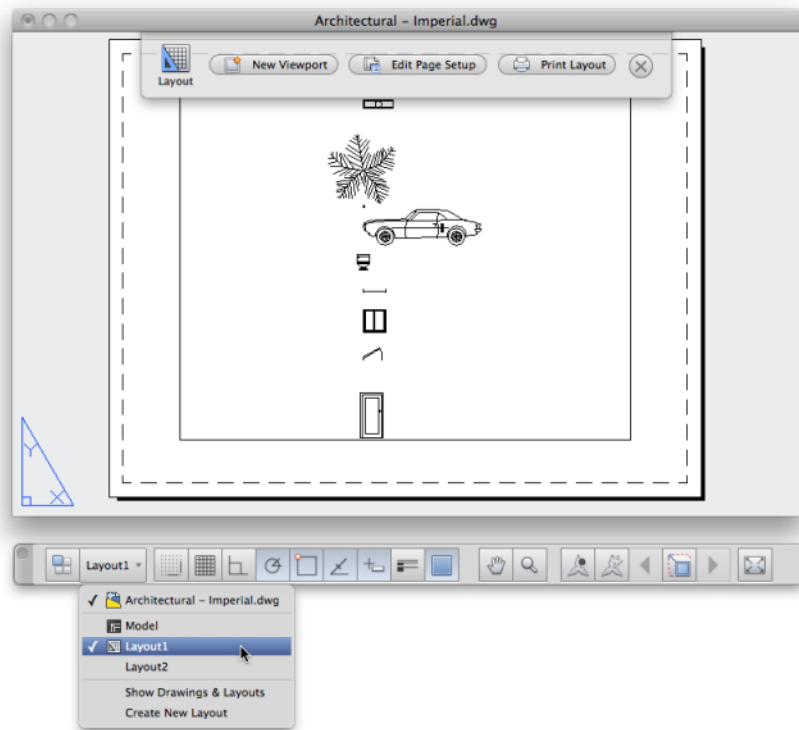 Architectural – Imperial.dwg
Layout
New Viewport
Edit Page Setup
Print Layout
Y
X
Layout1
Architectural – Imperial.dwg
Model
Layout1
Layout2
Show Drawings & Layouts
Create New Layout